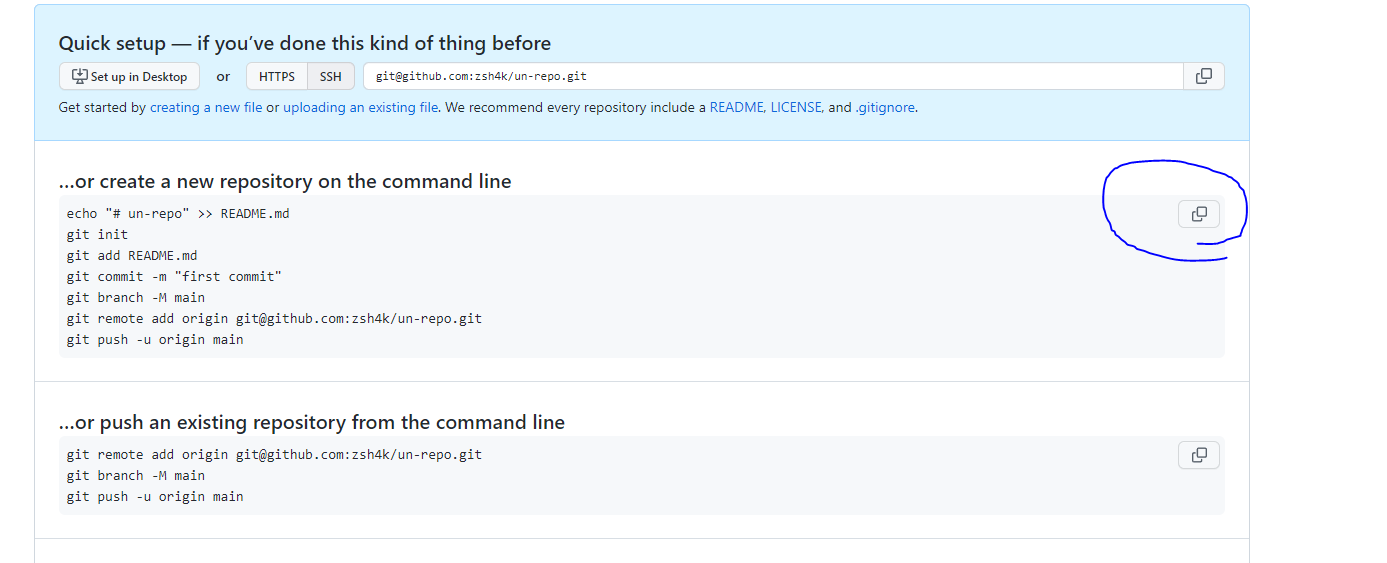 Quick setup — if you’ve done this kind of thing before
Set up in Desktop or HTTPS SSH git@github.com:zsh4k/un-repo.git
Get started by creating a new file or uploading an existing file. We recommend every repository include a README, LICENSE, and .gitignore.
…or create a new repository on the command line
echo "# un-repo" >> README.md
git init
git add README.md
git commit -m "first commit"
git branch -M main
git remote add origin git@github.com:zsh4k/un-repo.git
git push -u origin main
…or push an existing repository from the command line
git remote add origin git@github.com:zsh4k/un-repo.git
git branch -M main
git push -u origin main